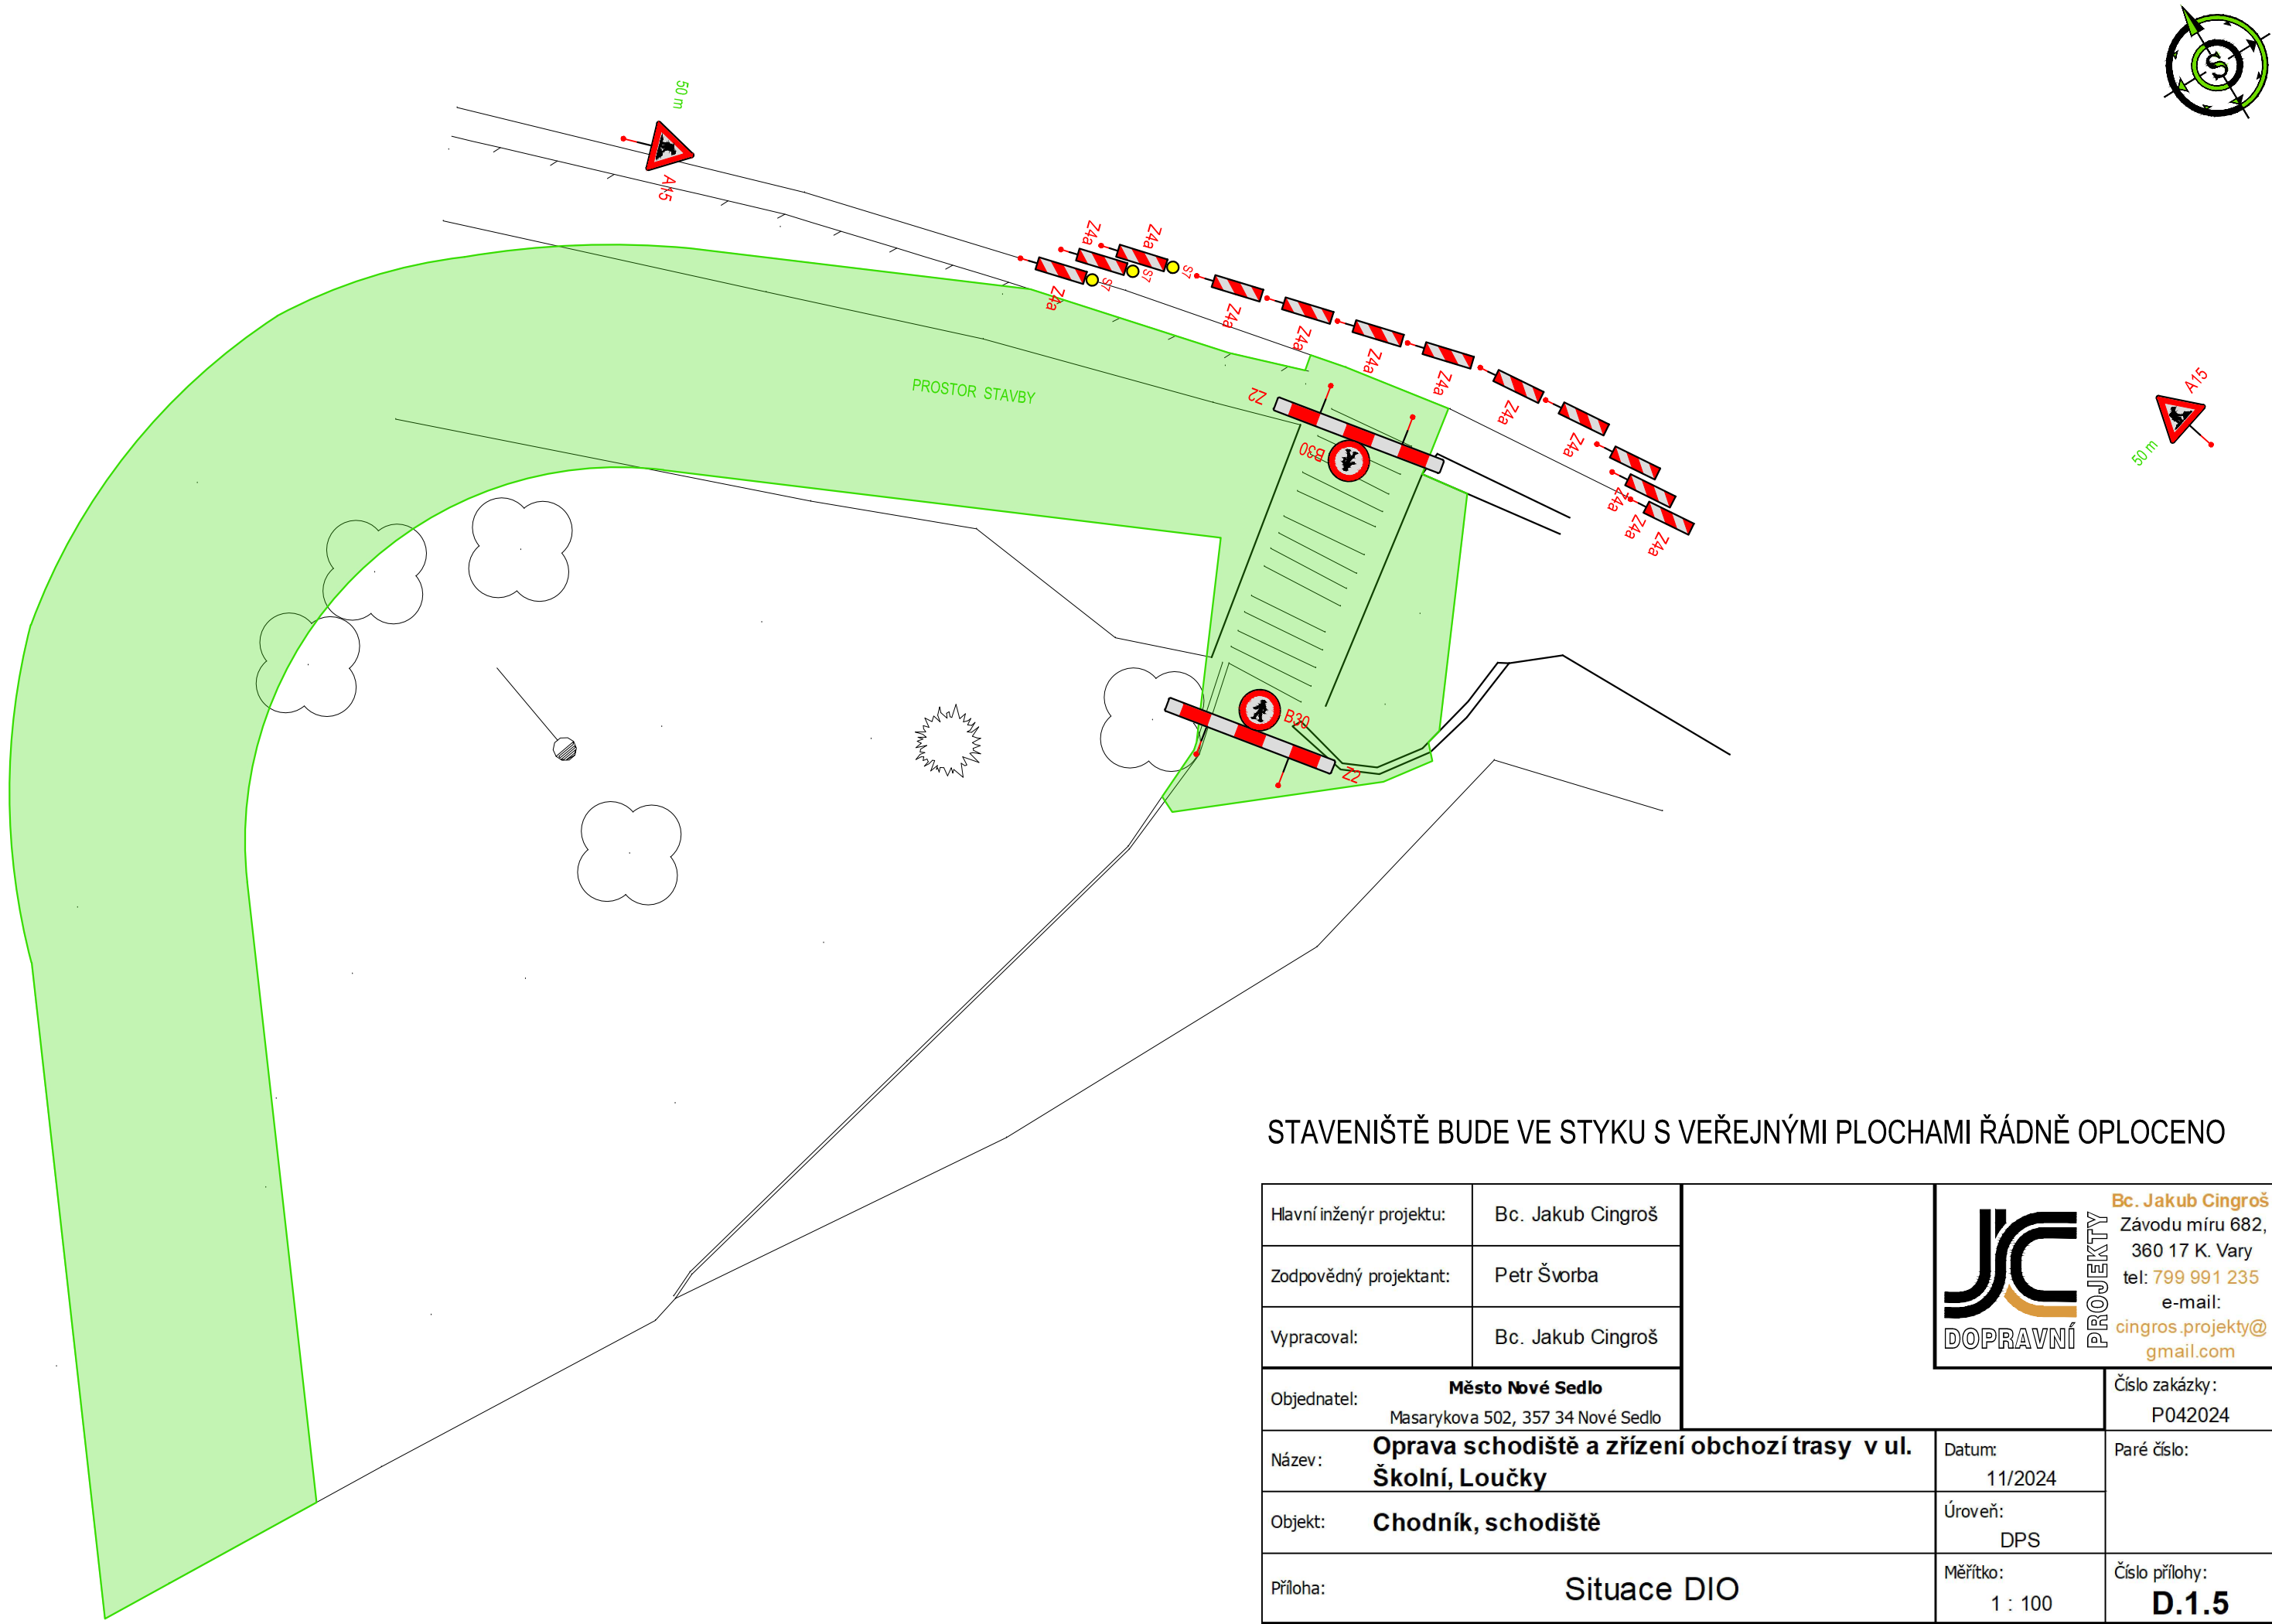 50 m
A15
Z4a
Z4a
Z4a
S7
S7
S7
Z4a
Z4a
Z4a
Z4a
Z4a
Z4a
Z4a
Z4a
Z4a
A15
50 m
PROSTOR STAVBY
Z2
B30
B30
Z2
S
STAVENIŠTĚ BUDE VE STYKU S VEŘEJNÝMI PLOCHAMI ŘÁDNĚ OPLOCENO
Hlavní inženýr projektu: Bc. Jakub Cingroš
Zodpovědný projektant: Petr Švorba
Vypracoval: Bc. Jakub Cingroš
JC
DOPRAVNÍ
PROJEKTY
Bc. Jakub Cingroš
Závodu míru 682,
360 17 K. Vary
tel: 799 991 235
e-mail:
cingros.projekty@
gmail.com
Objednatel: Město Nové Sedlo
Masarykova 502, 357 34 Nové Sedlo
Číslo zakázky:
P042024
Název: Oprava schodiště a zřízení obchozí trasy v ul.
Školní, Loučky
Datum:
11/2024
Paré číslo:
Objekt: Chodník, schodiště
Úroveň:
DPS
Příloha: Situace DIO
Měřítko:
1 : 100
Číslo přílohy:
D.1.5